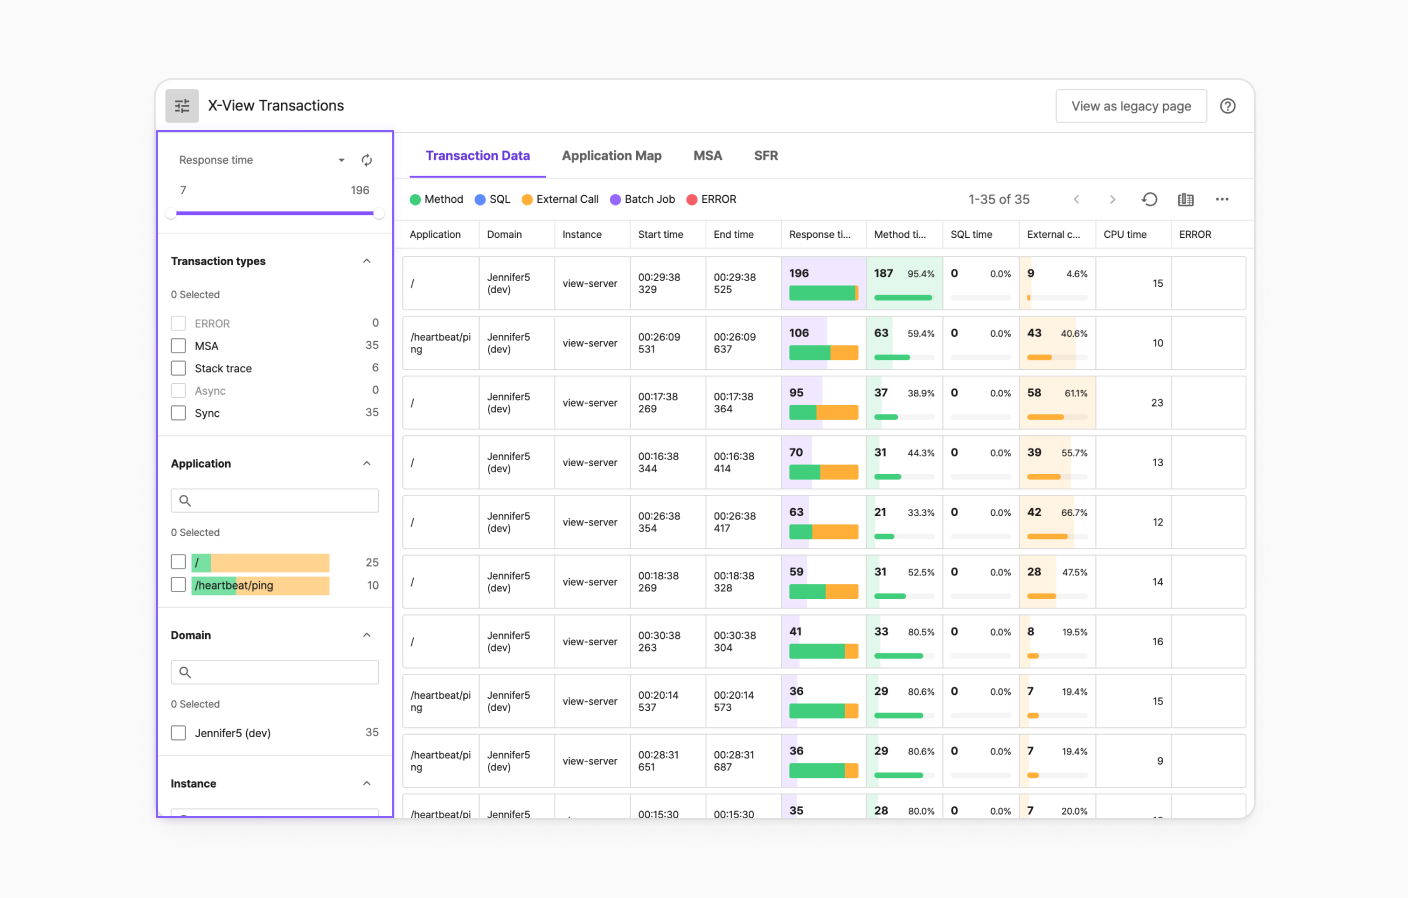 X-View Transactions
View as legacy page
Response time
7 196
Transaction types
0 Selected
ERROR 0
MSA 35
Stack trace 6
Async 0
Sync 35
Application
0 Selected
/ 25
/heartbeat/ping 10
Domain
0 Selected
Jennifer5 (dev) 35
Instance
Transaction Data Application Map MSA SFR
Method SQL External Call Batch Job ERROR 1-35 of 35
Application Domain Instance Start time End time Response ti... Method ti... SQL time External c... CPU time ERROR
/ Jennifer5 (dev) view-server 00:29:38 329 00:29:38 525 196 187 95.4% 0 0.0% 9 4.6% 15
/heartbeat/ping Jennifer5 (dev) view-server 00:26:09 531 00:26:09 637 106 63 59.4% 0 0.0% 43 40.6% 10
/ Jennifer5 (dev) view-server 00:17:38 269 00:17:38 364 95 37 38.9% 0 0.0% 58 61.1% 23
/ Jennifer5 (dev) view-server 00:16:38 344 00:16:38 414 70 31 44.3% 0 0.0% 39 55.7% 13
/ Jennifer5 (dev) view-server 00:26:38 354 00:26:38 417 63 21 33.3% 0 0.0% 42 66.7% 12
/ Jennifer5 (dev) view-server 00:18:38 269 00:18:38 328 59 31 52.5% 0 0.0% 28 47.5% 14
/ Jennifer5 (dev) view-server 00:30:38 263 00:30:38 304 41 33 80.5% 0 0.0% 8 19.5% 16
/heartbeat/ping Jennifer5 (dev) view-server 00:20:14 537 00:20:14 573 36 29 80.6% 0 0.0% 7 19.4% 15
/heartbeat/ping Jennifer5 (dev) view-server 00:28:31 651 00:28:31 687 36 29 80.6% 0 0.0% 7 19.4% 9
/heartbeat/pi Jennifer5 00:15:30 00:15:30 35 28 80.0% 0 0.0% 7 20.0%